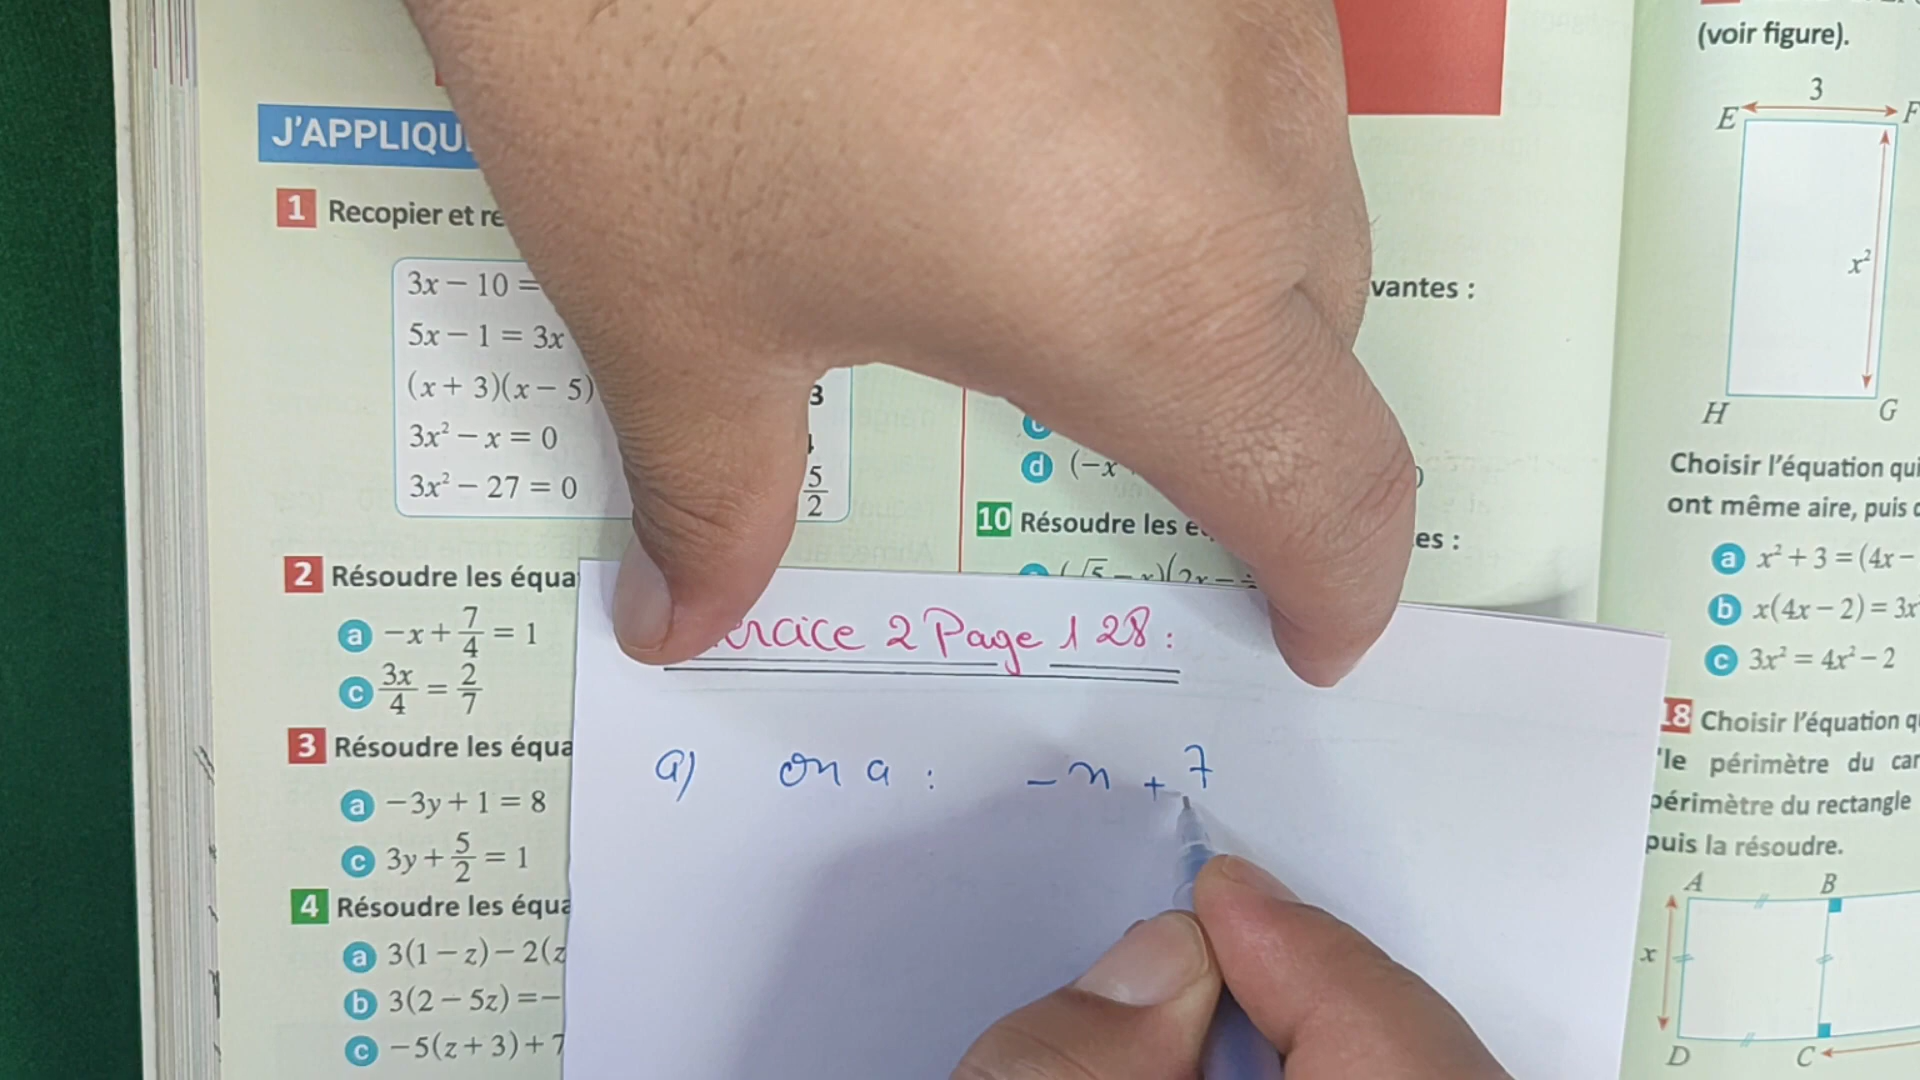 J'APPLIQU
1 Recopier et re
3x – 10 =
5x – 1 = 3x
(x + 3)(x – 5)
3x² – x = 0
3x² – 27 = 0
3
5/2
2 Résoudre les équa
a –x + 7/4 = 1
c 3x/4 = 2/7
3 Résoudre les équa
a –3y + 1 = 8
c 3y + 5/2 = 1
4 Résoudre les équa
a 3(1 – z) – 2(z
b 3(2 – 5z) = –
c –5(z + 3) + 7
vantes :
d (–x
10 Résoudre les é es :
(√5 – x)(2x –
ercice 2 Page 128 :
a) on a : -x + 7
(voir figure).
3
E F
x²
H G
Choisir l'équation qui
ont même aire, puis
a x² + 3 = (4x –
b x(4x – 2) = 3x
c 3x² = 4x² – 2
18 Choisir l'équation q
le périmètre du car
périmètre du rectangle
puis la résoudre.
A B
x
D C